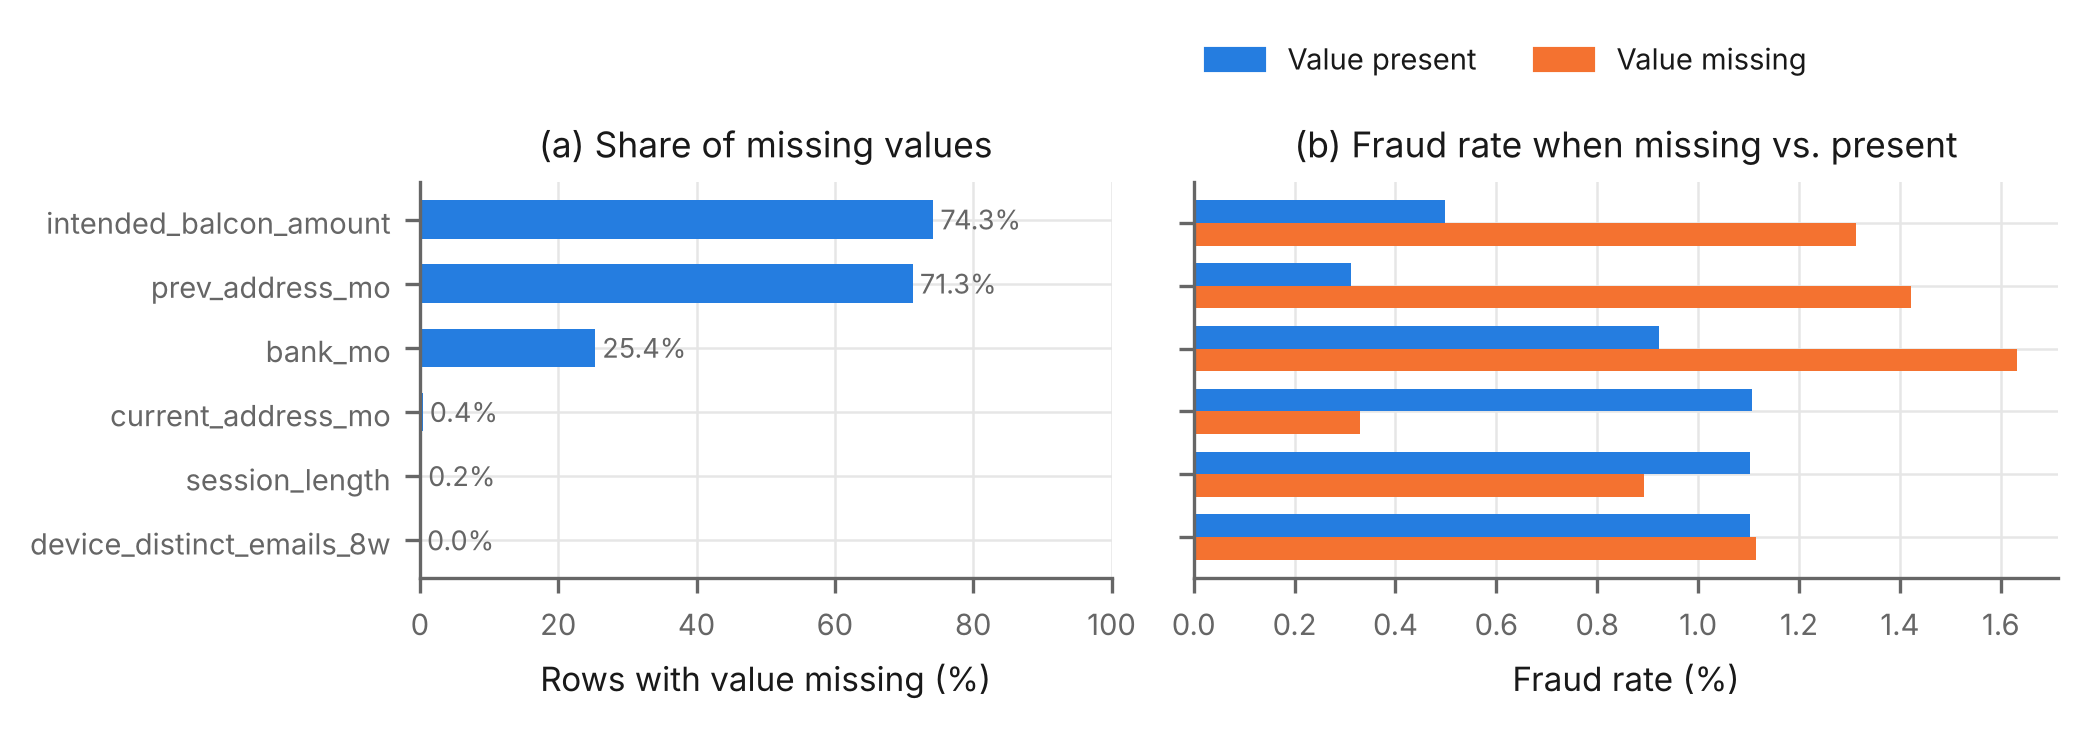 Value present
Value missing
(a) Share of missing values
(b) Fraud rate when missing vs. present
intended_balcon_amount
74.3%
prev_address_mo
71.3%
bank_mo
25.4%
current_address_mo
0.4%
session_length
0.2%
device_distinct_emails_8w
0.0%
0 20 40 60 80 100
0.0 0.2 0.4 0.6 0.8 1.0 1.2 1.4 1.6
Rows with value missing (%)
Fraud rate (%)